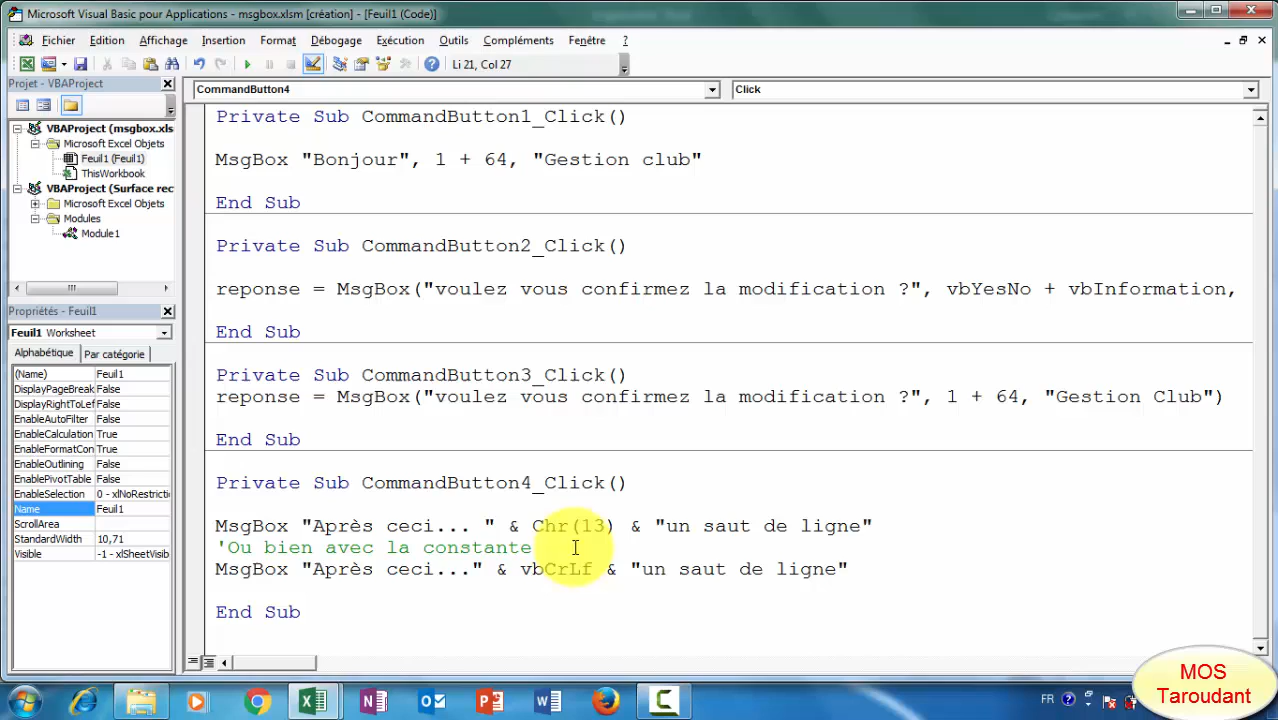 Microsoft Visual Basic pour Applications - msgbox.xlsm [création] - [Feuil1 (Code)]
Fichier Edition Affichage Insertion Format Débogage Exécution Outils Compléments Fenêtre ?
Li 21, Col 27
Projet - VBAProject
CommandButton4 Click
VBAProject (msgbox.xls
Microsoft Excel Objets
Feuil1 (Feuil1)
ThisWorkbook
VBAProject (Surface rec
Microsoft Excel Objets
Modules
Module1
Propriétés - Feuil1
Feuil1 Worksheet
Alphabétique Par catégorie
(Name) Feuil1
DisplayPageBreak False
DisplayRightToLef False
EnableAutoFilter False
EnableCalculation True
EnableFormatCon True
EnableOutlining False
EnablePivotTable False
EnableSelection 0 - xlNoRestricti
Name Feuil1
ScrollArea
StandardWidth 10,71
Visible -1 - xlSheetVisib
Private Sub CommandButton1_Click()
MsgBox "Bonjour", 1 + 64, "Gestion club"
End Sub
Private Sub CommandButton2_Click()
reponse = MsgBox("voulez vous confirmez la modification ?", vbYesNo + vbInformation,
End Sub
Private Sub CommandButton3_Click()
reponse = MsgBox("voulez vous confirmez la modification ?", 1 + 64, "Gestion Club")
End Sub
Private Sub CommandButton4_Click()
MsgBox "Après ceci... " & Chr(13) & "un saut de ligne"
'Ou bien avec la constante
MsgBox "Après ceci..." & vbCrLf & "un saut de ligne"
End Sub
MOS
Taroudant
FR